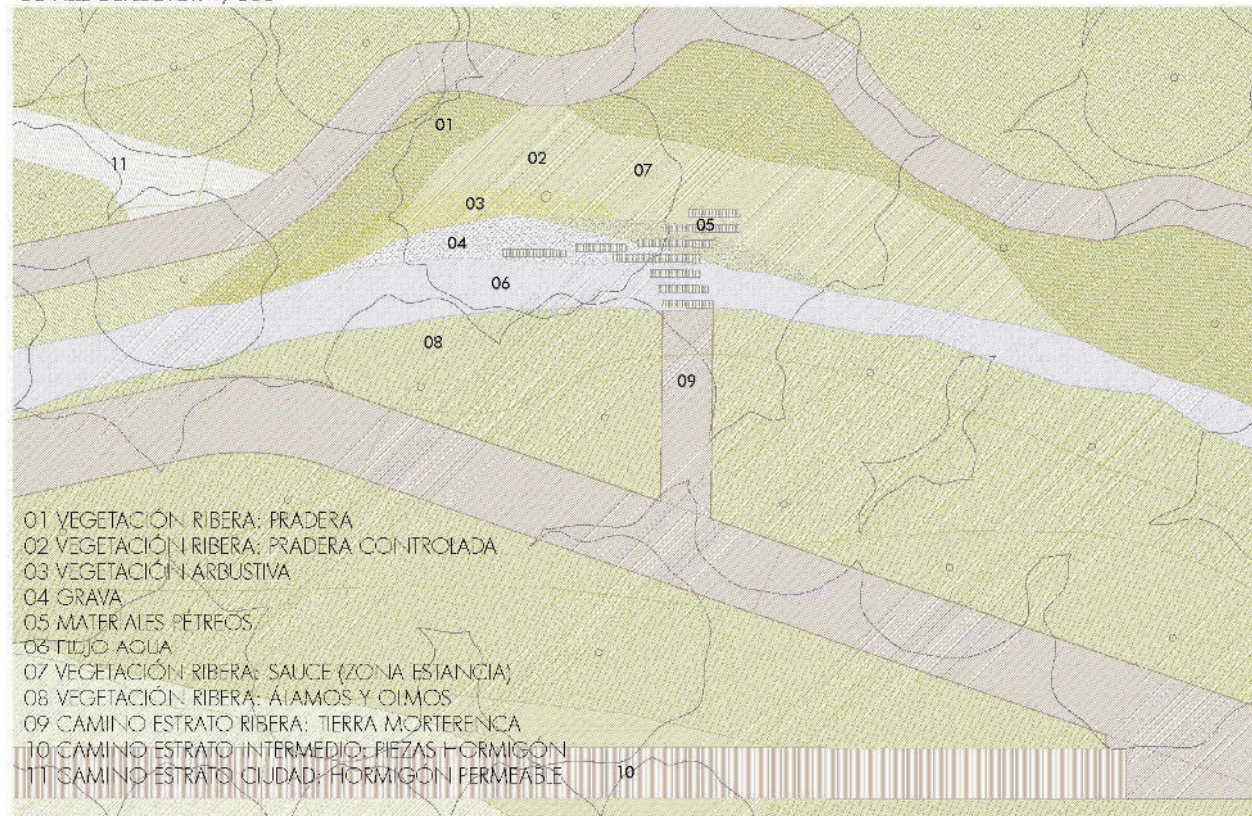 01
02
07
11
03
05
04
06
08
09
01 VEGETACIÓN RIBERA: PRADERA
02 VEGETACIÓN RIBERA: PRADERA CONTROLADA
03 VEGETACIÓN ARBUSTIVA
04 GRAVA
05 MATERIALES PÉTREOS
06 FLUJO AGUA
07 VEGETACIÓN RIBERA: SAUCE (ZONA ESTANCIA)
08 VEGETACIÓN RIBERA: ÁLAMOS Y OLMOS
09 CAMINO ESTRATO RIBERA: TIERRA MORTERENCA
10 CAMINO ESTRATO INTERMEDIO: PIEZAS HORMIGÓN
11 CAMINO ESTRATO CIUDAD: HORMIGÓN PERMEABLE
10